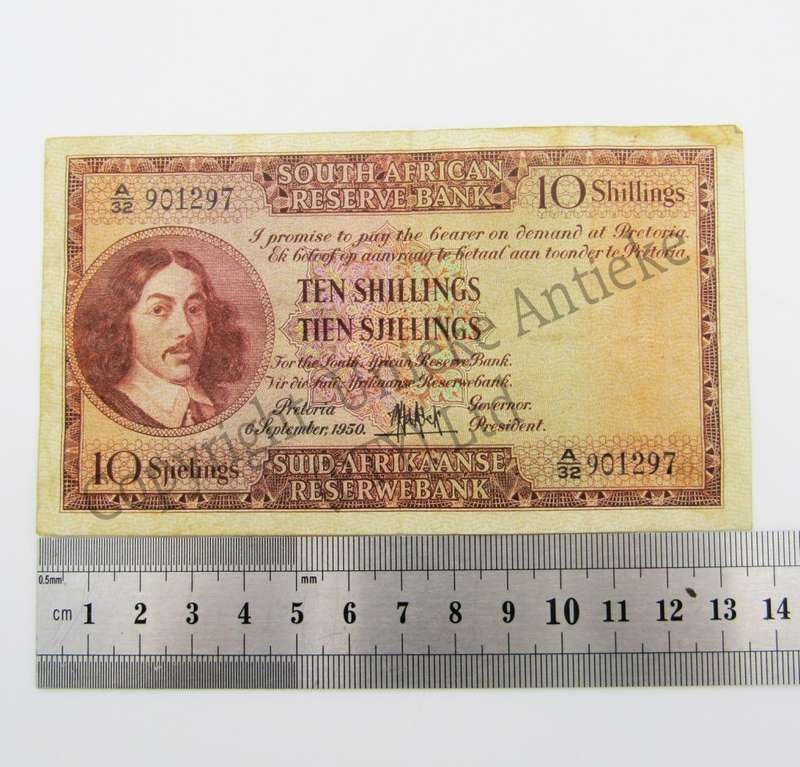 SOUTH AFRICAN
RESERVE BANK
A/32 901297
10 Shillings
I promise to pay the bearer on demand at Pretoria.
Ek beloof op aanvraag te betaal aan toonder te Pretoria
TEN SHILLINGS
TIEN SJIELINGS
For the South African Reserve Bank.
Vir die Suid-Afrikaanse Reserwebank.
Pretoria
6 September, 1950.
Governor.
President.
10 Sjielings
SUID-AFRIKAANSE
RESERWEBANK
A/32 901297
Copyright Antieke
Ltd
0.5mm
mm
cm 1 2 3 4 5 6 7 8 9 10 11 12 13 14